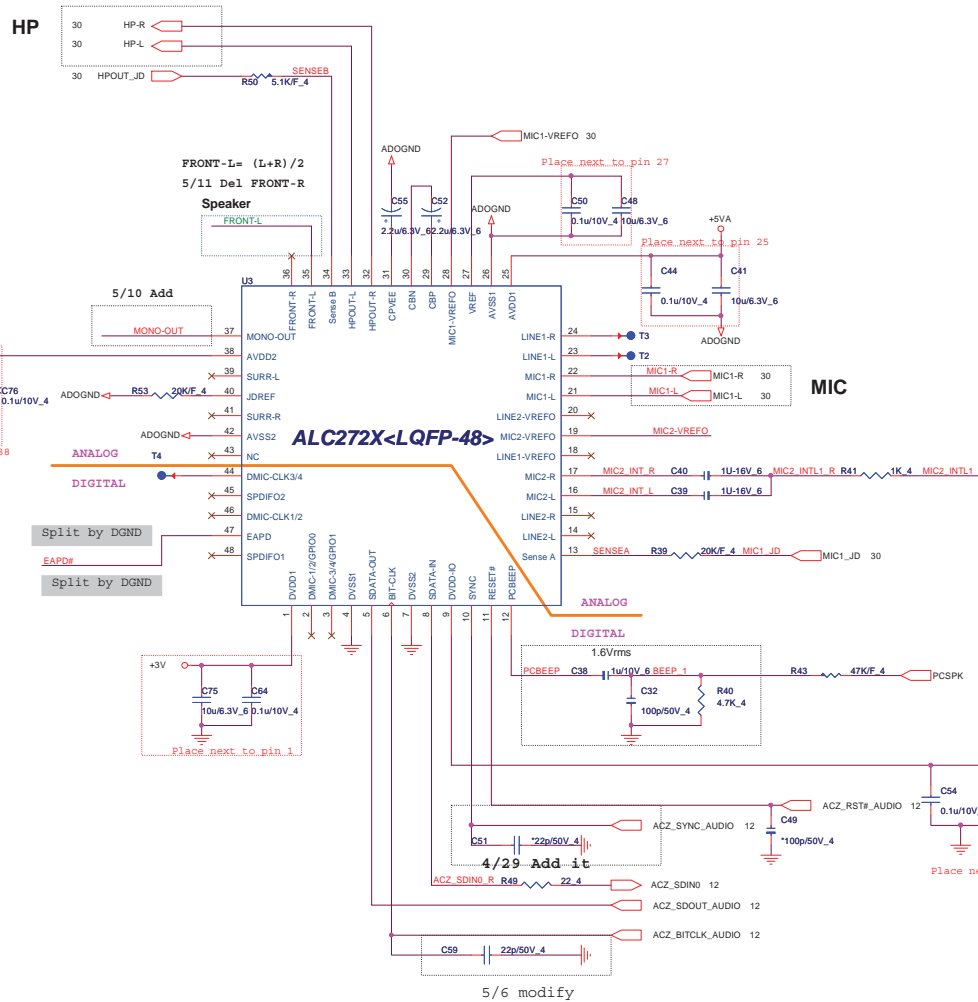 HP
30 HP-R
30 HP-L
30 HPOUT_JD
R50 5.1K/F_4
SENSEB
FRONT-L= (L+R)/2
5/11 Del FRONT-R
Speaker
FRONT-L
ADOGND
C55
2.2u/6.3V_6
C52
2.2u/6.3V_6
MIC1-VREFO 30
ADOGND
Place next to pin 27
C50
0.1u/10V_4
C48
10u/6.3V_6
+5VA
Place next to pin 25
C44
0.1u/10V_4
C41
10u/6.3V_6
ADOGND
U3
36 35 34 33 32 31 30 29 28 27 26 25
FRONT-R
FRONT-L
Sense B
HPOUT-L
HPOUT-R
CPVEE
CBN
CBP
MIC1-VREFO
VREF
AVSS1
AVDD1
5/10 Add
MONO-OUT
37 MONO-OUT
38 AVDD2
39 SURR-L
40 JDREF
41 SURR-R
42 AVSS2
43 NC
44 DMIC-CLK3/4
45 SPDIFO2
46 DMIC-CLK1/2
47 EAPD
48 SPDIFO1
C76
0.1u/10V_4
ADOGND
R53 20K/F_4
ADOGND
38
T4
ANALOG
DIGITAL
Split by DGND
EAPD#
Split by DGND
ALC272X<LQFP-48>
LINE1-R 24 T3
LINE1-L 23 T2
MIC1-R 22 MIC1-R MIC1-R 30
MIC1-L 21 MIC1-L MIC1-L 30
MIC
LINE2-VREFO 20
MIC2-VREFO 19 MIC2-VREFO
LINE1-VREFO 18
MIC2-R 17 MIC2_INT_R C40 1U-16V_6 MIC2_INTL1_R R41 1K_4 MIC2_INTL1
MIC2-L 16 MIC2_INT_L C39 1U-16V_6
LINE2-R 15
LINE2-L 14
Sense A 13 SENSEA R39 20K/F_4 MIC1_JD MIC1_JD 30
DVDD1
DMIC-1/2/GPIO0
DMIC-3/4/GPIO1
DVSS1
SDATA-OUT
BIT-CLK
DVSS2
SDATA-IN
DVDD-IO
SYNC
RESET#
PCBEEP
1 2 3 4 5 6 7 8 9 10 11 12
ANALOG
DIGITAL
+3V
C75
10u/6.3V_6
C64
0.1u/10V_4
Place next to pin 1
1.6Vrms
PCBEEP C38 1u/10V_6 BEEP_1
C32
100p/50V_4
R40
4.7K_4
R43 47K/F_4 PCSPK
C54
0.1u/10V_
ACZ_RST#_AUDIO 12
C49
*100p/50V_4
ACZ_SYNC_AUDIO 12
C51 *22p/50V_4
4/29 Add it
Place ne
ACZ_SDIN0_R R49 22_4 ACZ_SDIN0 12
ACZ_SDOUT_AUDIO 12
ACZ_BITCLK_AUDIO 12
C59 22p/50V_4
5/6 modify